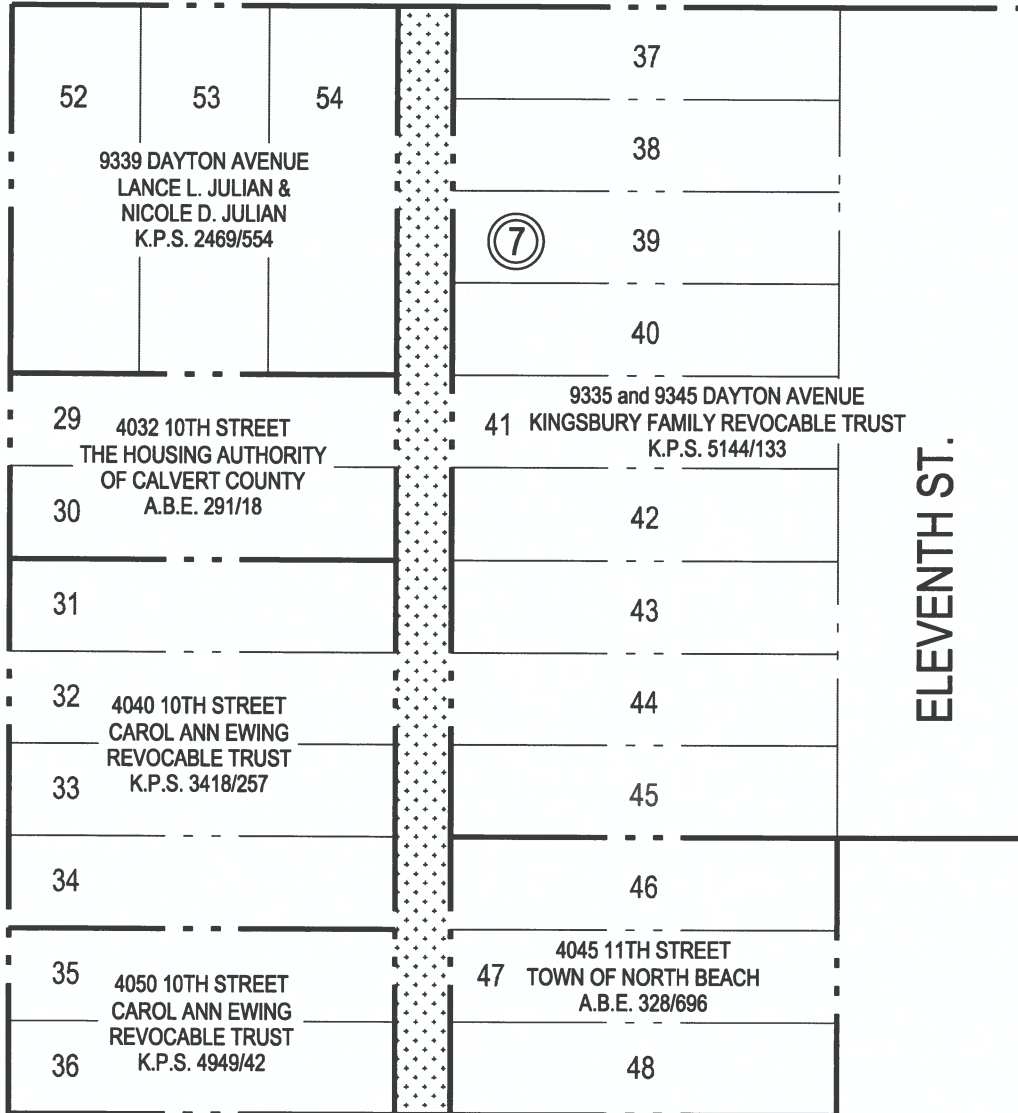 52
53
54
9339 DAYTON AVENUE
LANCE L. JULIAN &
NICOLE D. JULIAN
K.P.S. 2469/554
29
4032 10TH STREET
THE HOUSING AUTHORITY
OF CALVERT COUNTY
A.B.E. 291/18
30
31
32
4040 10TH STREET
CAROL ANN EWING
REVOCABLE TRUST
K.P.S. 3418/257
33
34
35
4050 10TH STREET
CAROL ANN EWING
REVOCABLE TRUST
K.P.S. 4949/42
36
37
38
7
39
40
9335 and 9345 DAYTON AVENUE
41 KINGSBURY FAMILY REVOCABLE TRUST
K.P.S. 5144/133
42
43
44
45
46
4045 11TH STREET
47 TOWN OF NORTH BEACH
A.B.E. 328/696
48
ELEVENTH ST.